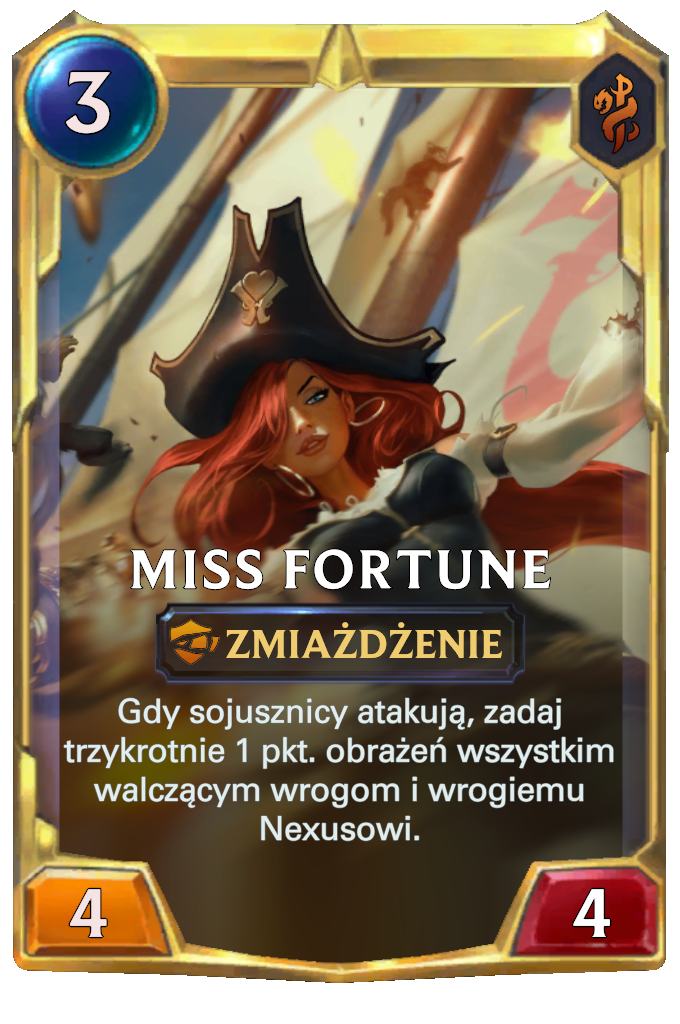 3
MISS FORTUNE
ZMIAŻDŻENIE
Gdy sojusznicy atakują, zadaj
trzykrotnie 1 pkt. obrażeń wszystkim
walczącym wrogom i wrogiemu
Nexusowi.
4
4